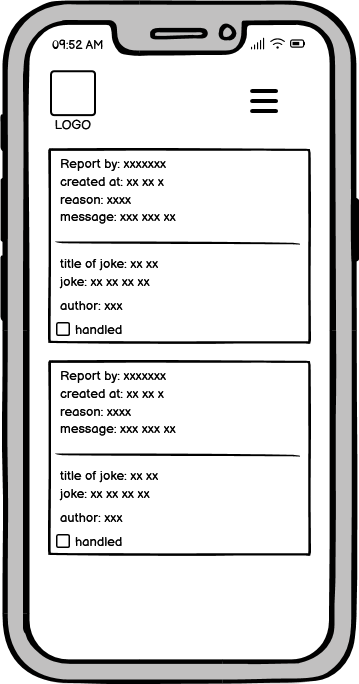 09:52 AM
LOGO
Report by: xxxxxxx
created at: xx xx x
reason: xxxx
message: xxx xxx xx
title of joke: xx xx
joke: xx xx xx xx
author: xxx
handled
Report by: xxxxxxx
created at: xx xx x
reason: xxxx
message: xxx xxx xx
title of joke: xx xx
joke: xx xx xx xx
author: xxx
handled